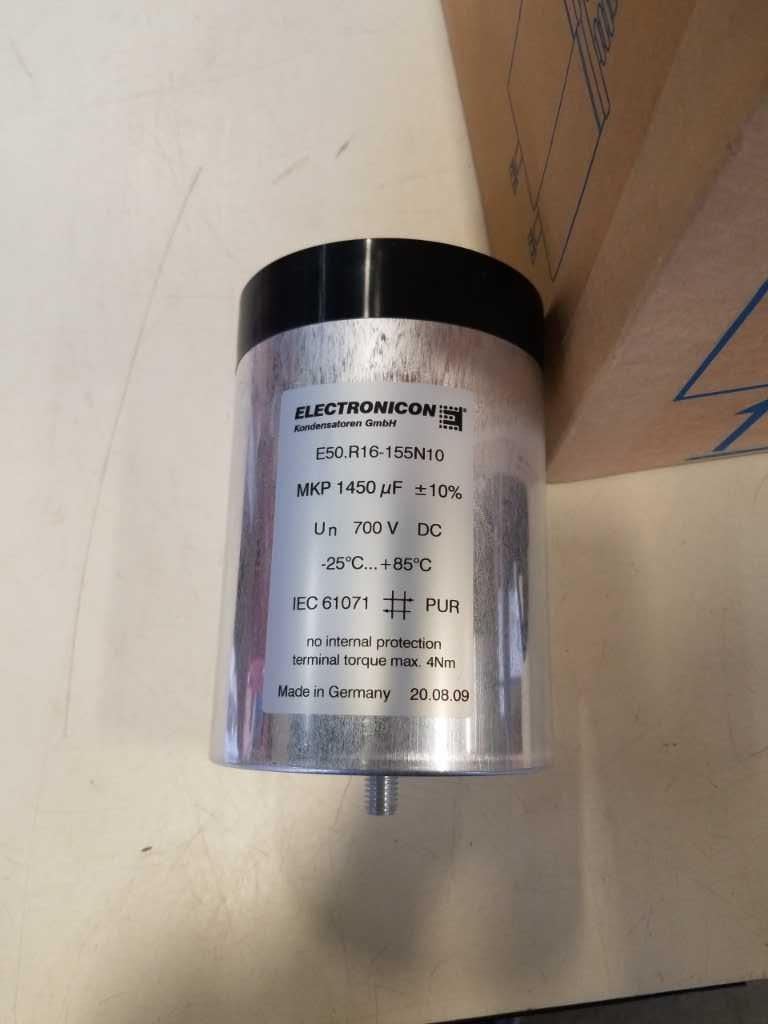 ELECTRONICON
Kondensatoren GmbH
E50.R16-155N10
MKP 1450 µF ±10%
Un 700 V DC
-25°C...+85°C
IEC 61071 PUR
no internal protection
terminal torque max. 4Nm
Made in Germany 20.08.09